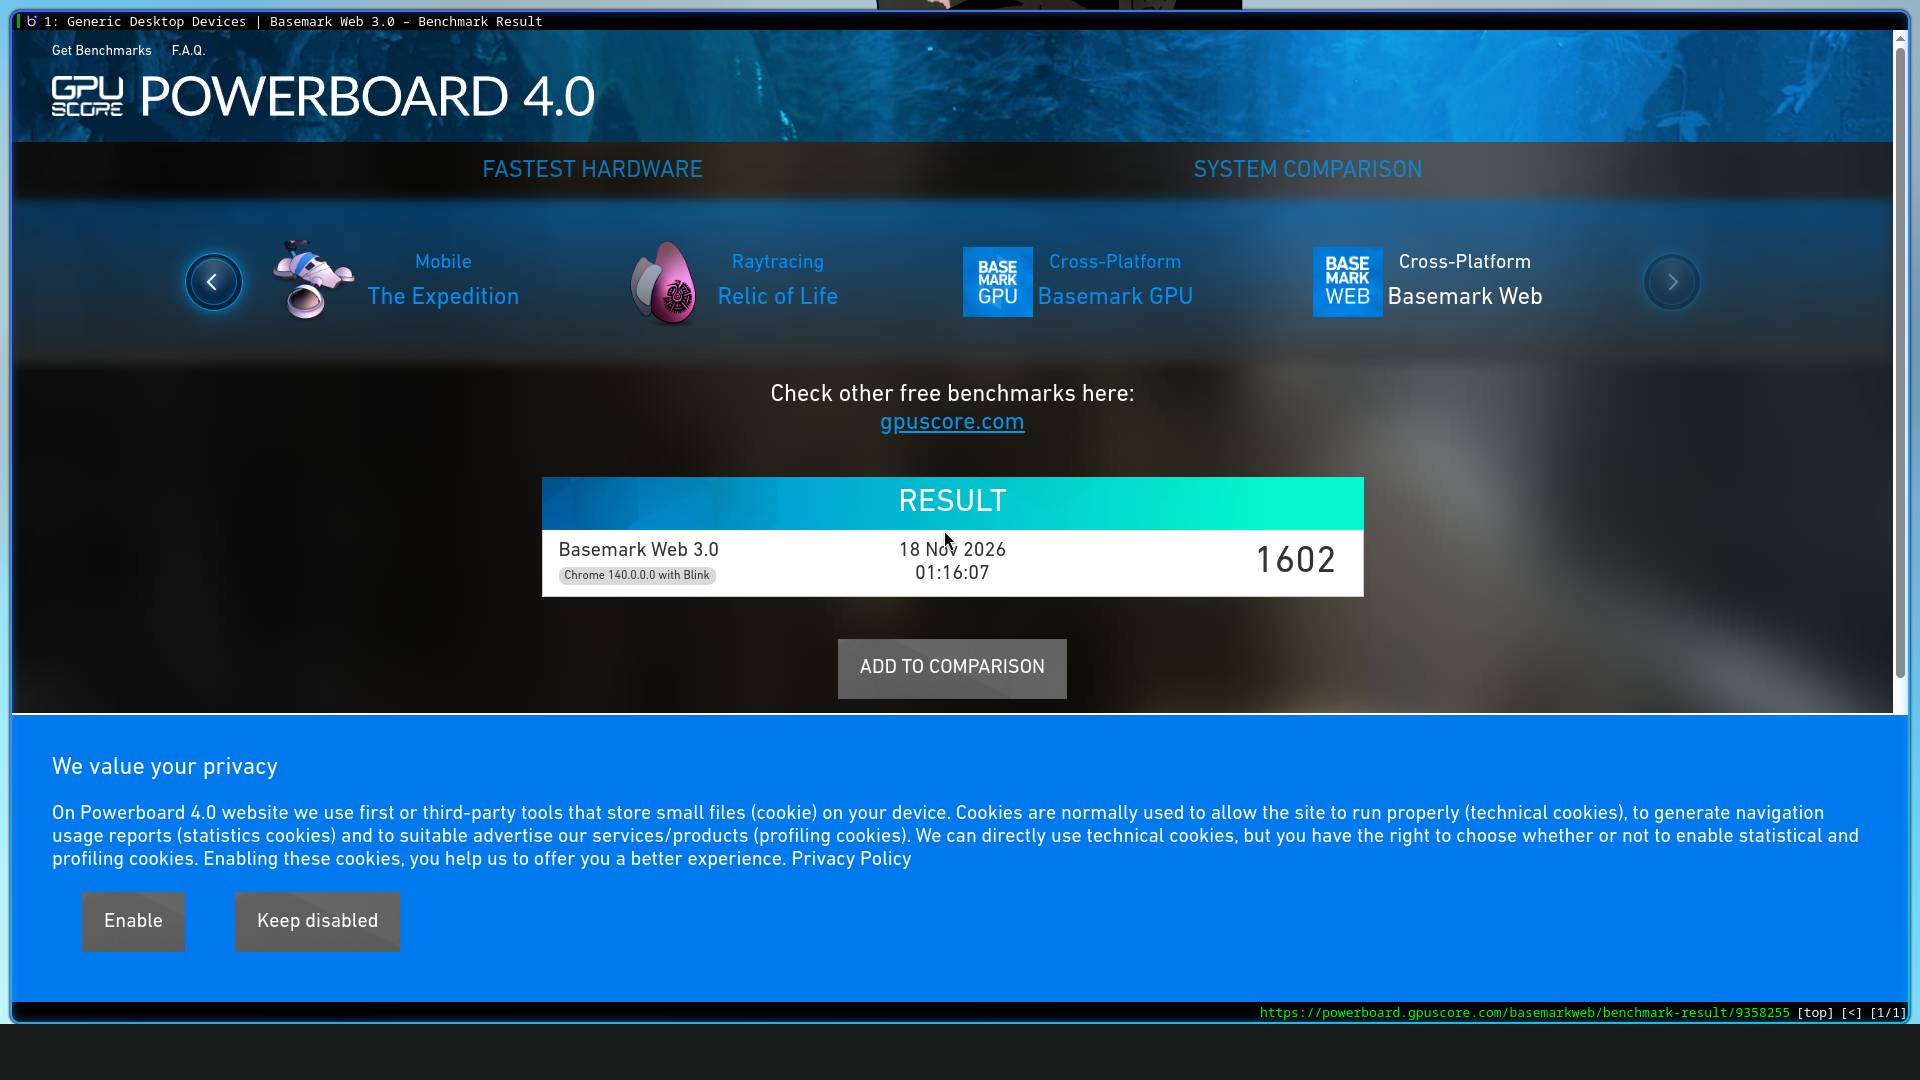 1: Generic Desktop Devices | Basemark Web 3.0 - Benchmark Result
Get Benchmarks F.A.Q.
GPU SCORE POWERBOARD 4.0
FASTEST HARDWARE SYSTEM COMPARISON
Mobile
The Expedition
Raytracing
Relic of Life
BASE
MARK
GPU
Cross-Platform
Basemark GPU
BASE
MARK
WEB
Cross-Platform
Basemark Web
Check other free benchmarks here:
gpuscore.com
RESULT
Basemark Web 3.0
Chrome 140.0.0.0 with Blink
18 Nov 2026
01:16:07
1602
ADD TO COMPARISON
We value your privacy
On Powerboard 4.0 website we use first or third-party tools that store small files (cookie) on your device. Cookies are normally used to allow the site to run properly (technical cookies), to generate navigation
usage reports (statistics cookies) and to suitable advertise our services/products (profiling cookies). We can directly use technical cookies, but you have the right to choose whether or not to enable statistical and
profiling cookies. Enabling these cookies, you help us to offer you a better experience. Privacy Policy
Enable Keep disabled
https://powerboard.gpuscore.com/basemarkweb/benchmark-result/9358255 [top] [<] [1/1]